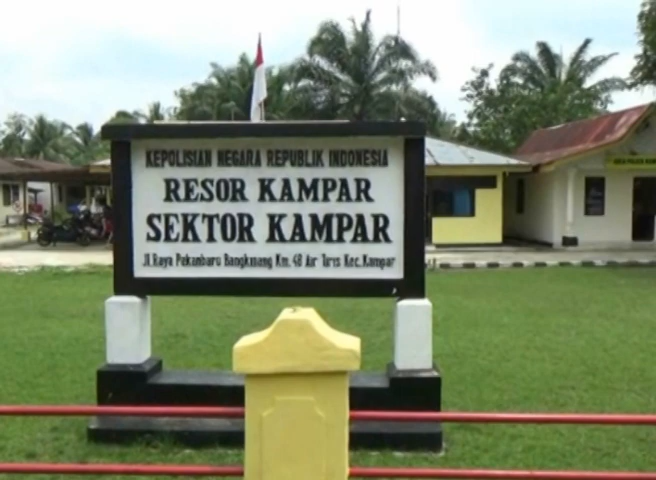 KEPOLISIAN NEGARA REPUBLIK INDONESIA
RESOR KAMPAR
SEKTOR KAMPAR
Jl.Raya Pekanbaru Bangkinang Km.48 Air Tiris Kec.Kampar